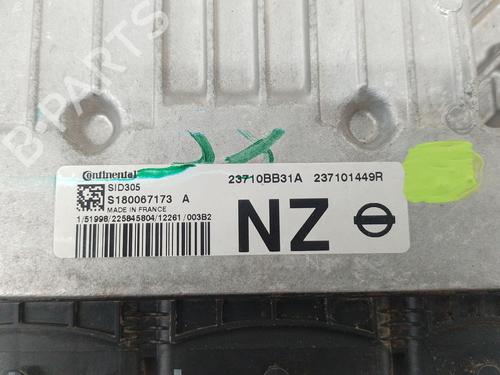 B-PARTS
Continental
23710BB31A 237101449R
SID305
S180067173 A
MADE IN FRANCE
1/51998/225845804/12261/003B2
NZ